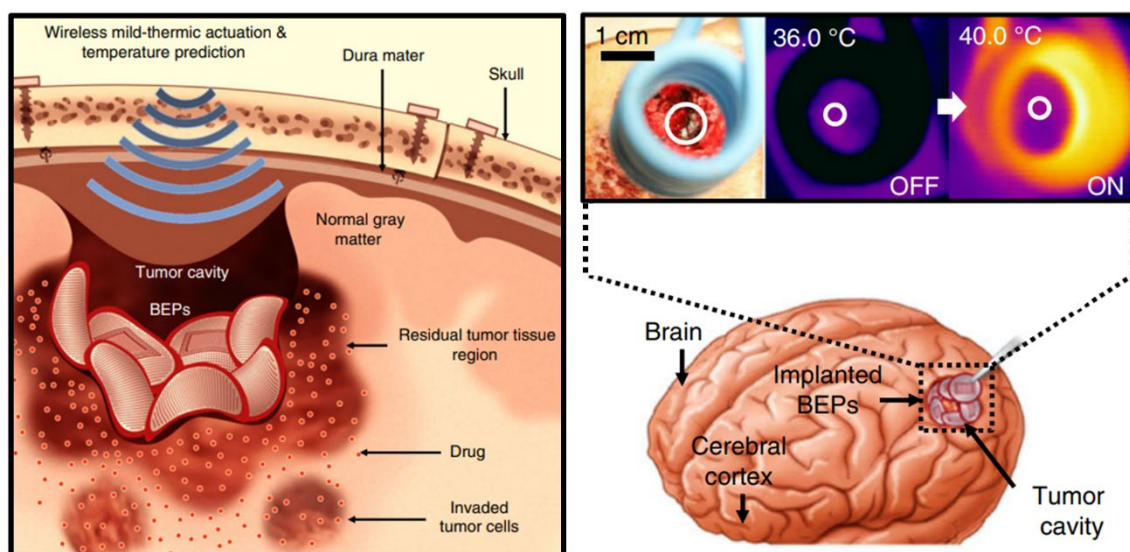 Wireless mild-thermic actuation &
temperature prediction
Dura mater
Skull
Normal gray
matter
Tumor cavity
BEPs
Residual tumor tissue
region
Drug
Invaded
tumor cells
1 cm
36.0 °C
40.0 °C
OFF
ON
Brain
Implanted
BEPs
Cerebral
cortex
Tumor
cavity